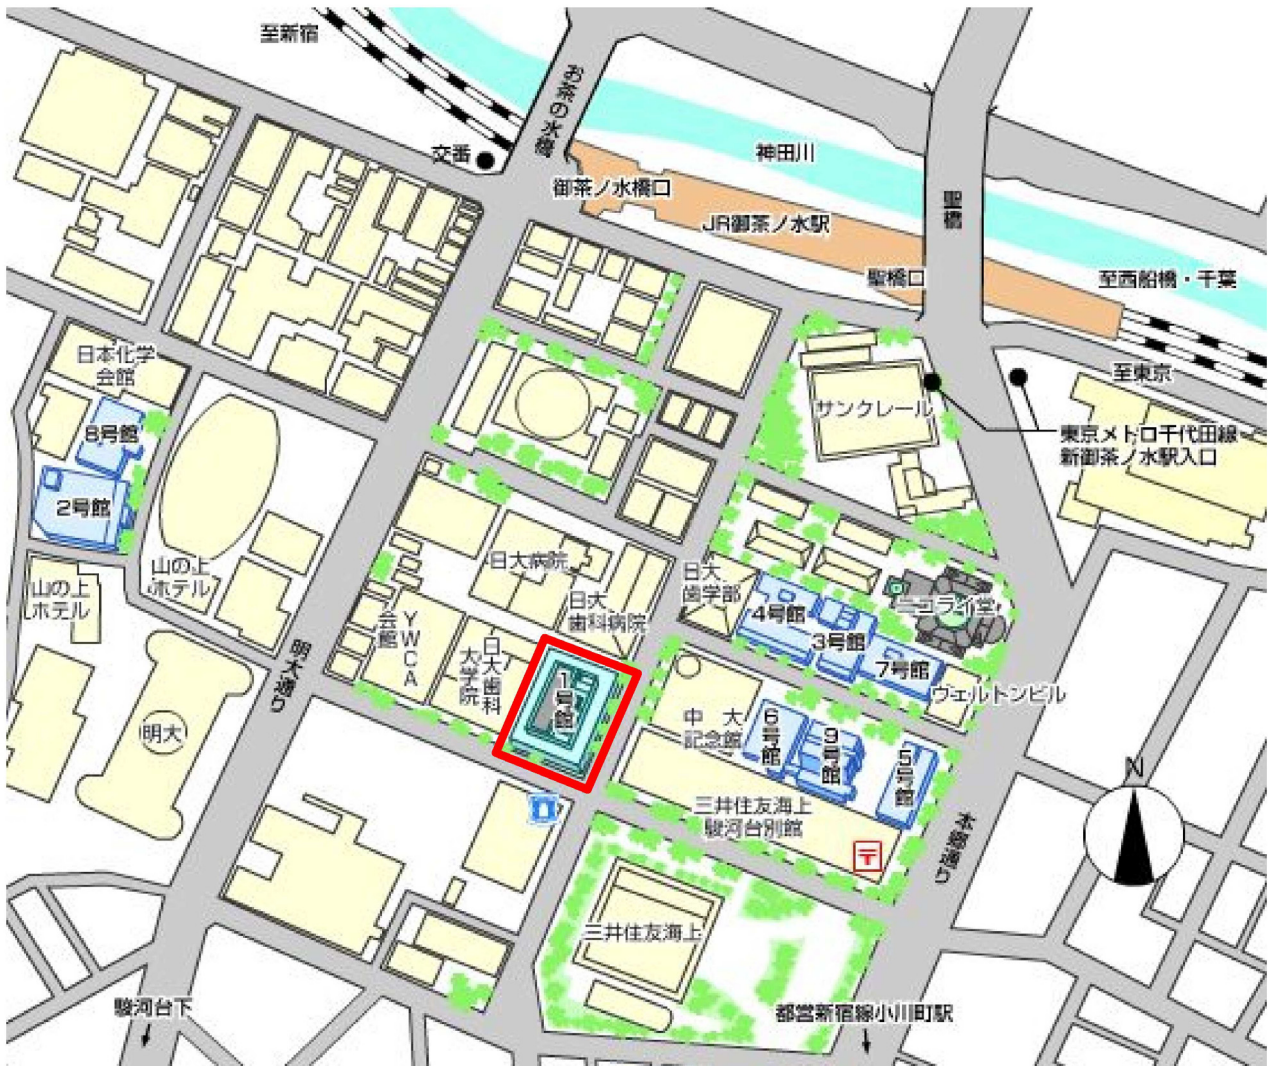 至新宿
お茶の水橋
交番
神田川
御茶ノ水橋口
聖橋
JR御茶ノ水駅
聖橋口
至西船橋・千葉
日本化学
会館
至東京
サンクレール
8号館
東京メトロ千代田線
新御茶ノ水駅入口
2号館
日大病院
山の上
ホテル
日大
歯学部
山の上
ホテル
日大
歯科病院
4号館
ニコライ堂
YWCA
会館
3号館
日大歯科
大学院
7号館
明大通り
1号館
ヴェルトンビル
中大
記念館
6号館
9号館
明大
5号館
N
三井住友海上
駿河台別館
本郷通り
〒
三井住友海上
駿河台下
都営新宿線小川町駅